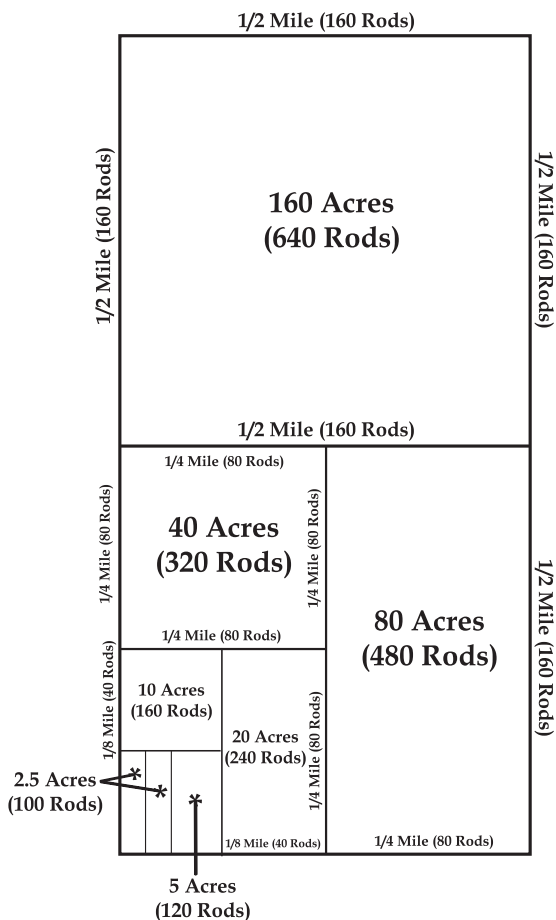 1/2 Mile (160 Rods)
1/2 Mile (160 Rods)
160 Acres
(640 Rods)
1/2 Mile (160 Rods)
1/2 Mile (160 Rods)
1/4 Mile (80 Rods)
1/4 Mile (80 Rods)
40 Acres
(320 Rods)
1/4 Mile (80 Rods)
1/4 Mile (80 Rods)
80 Acres
(480 Rods)
1/2 Mile (160 Rods)
1/8 Mile (40 Rods)
10 Acres
(160 Rods)
20 Acres
(240 Rods)
1/4 Mile (80 Rods)
2.5 Acres
(100 Rods)
*
*
*
1/8 Mile (40 Rods)
1/4 Mile (80 Rods)
5 Acres
(120 Rods)